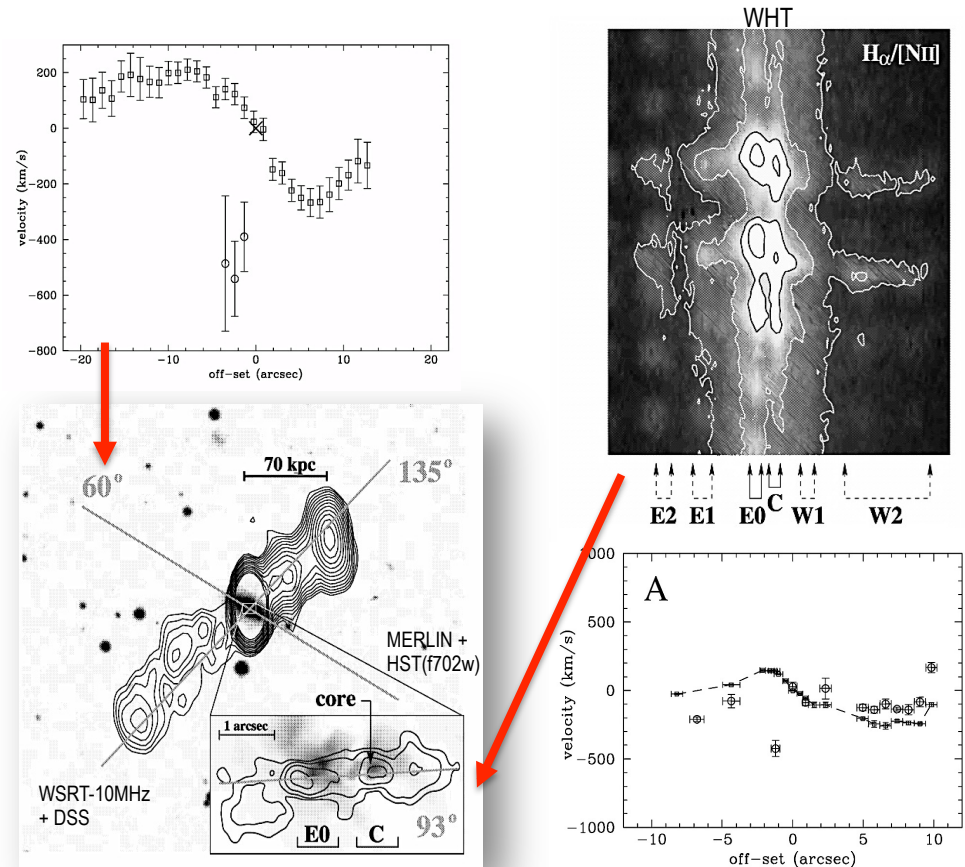 WHT
Hα/[NII]
200
0
−200
−400
−600
−800
velocity (km/s)
−20
−10
0
10
20
off-set (arcsec)
E2
E1
E0
C
W1
W2
60°
70 kpc
135°
MERLIN +
HST(f702w)
core
1 arcsec
WSRT-10MHz
+ DSS
E0
C
93°
A
1000
500
0
−500
−1000
velocity (km/s)
−10
−5
0
5
10
off-set (arcsec)